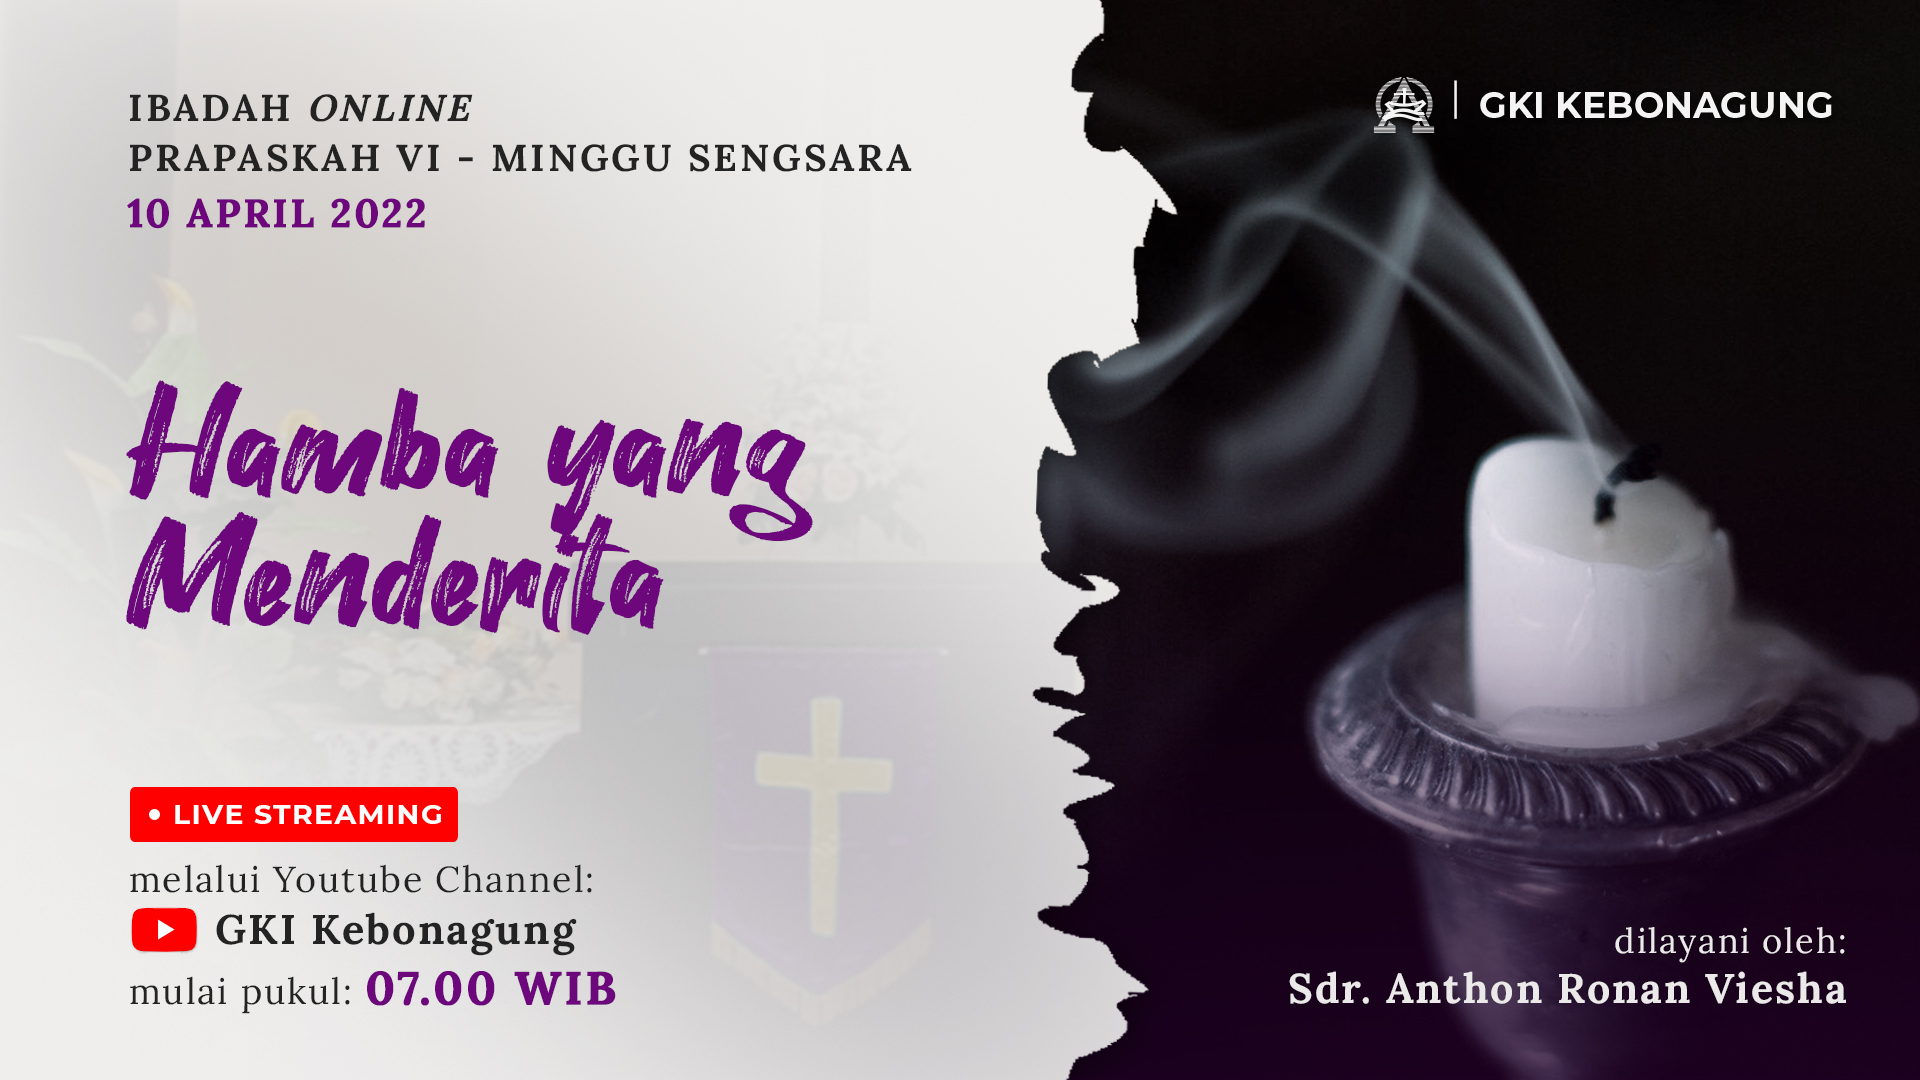 IBADAH ONLINE
PRAPASKAH VI - MINGGU SENGSARA
10 APRIL 2022
GKI KEBONAGUNG
Hamba yang
Menderita
• LIVE STREAMING
melalui Youtube Channel:
GKI Kebonagung
mulai pukul: 07.00 WIB
dilayani oleh:
Sdr. Anthon Ronan Viesha